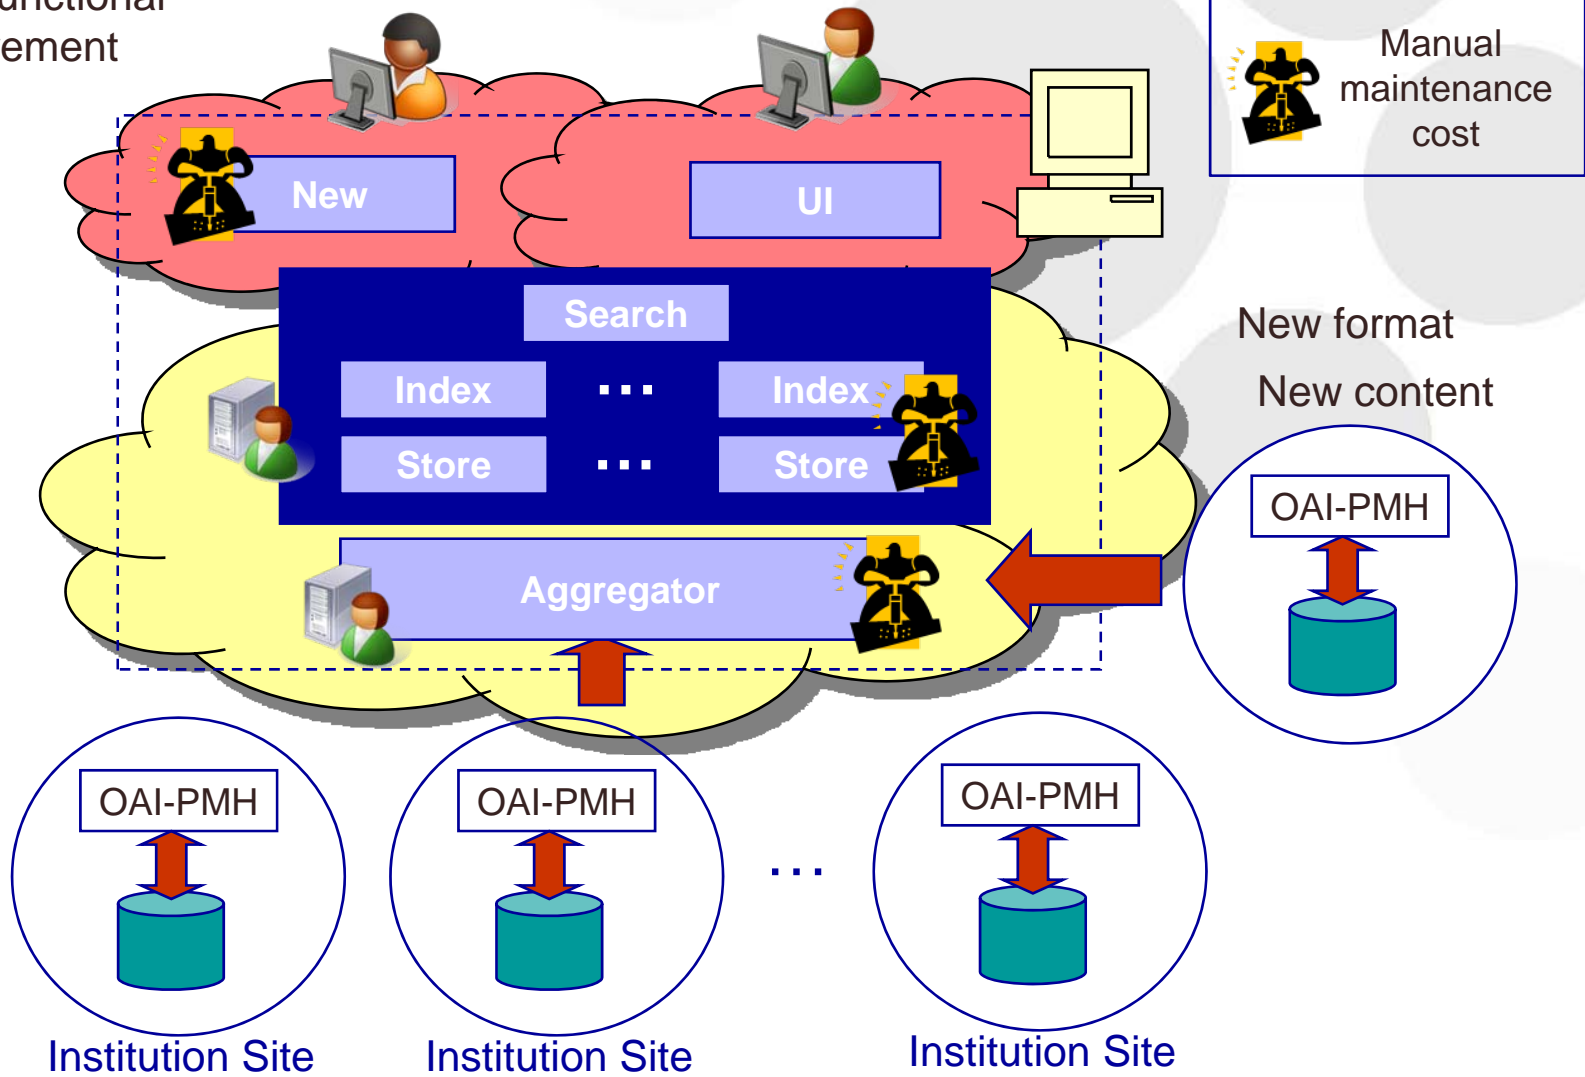 Manual
maintenance
cost
New
UI
Search
Index ... Index
Store ... Store
Aggregator
New format
New content
OAI-PMH
OAI-PMH
OAI-PMH
...
OAI-PMH
Institution Site
Institution Site
Institution Site